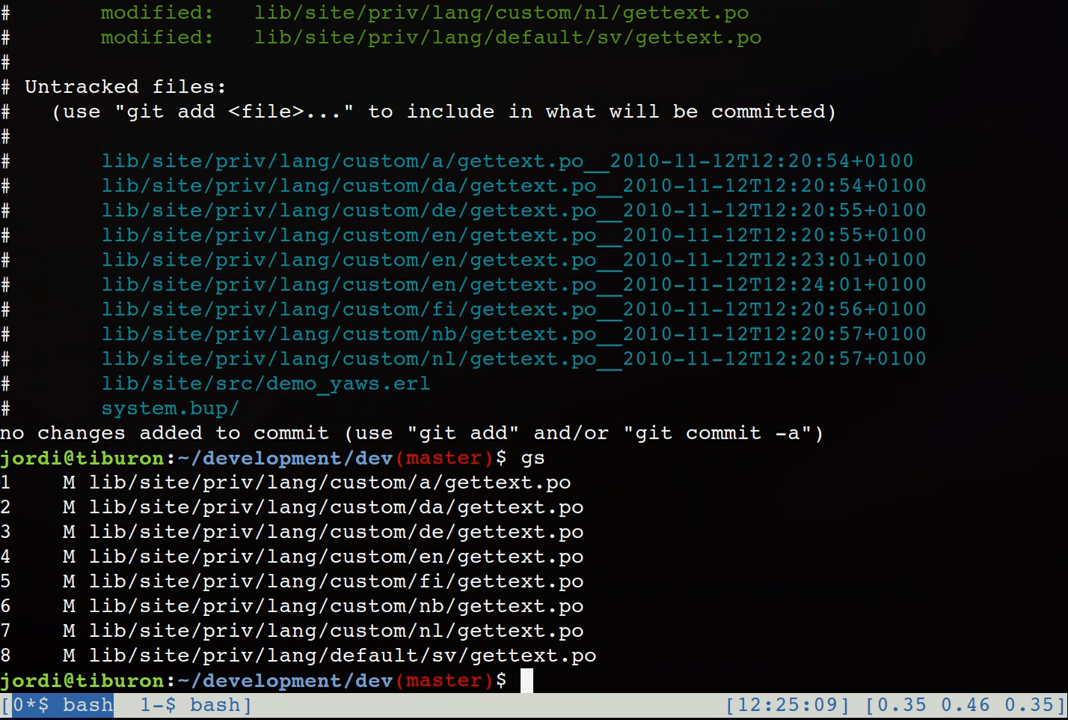 #       modified:   lib/site/priv/lang/custom/nl/gettext.po
#       modified:   lib/site/priv/lang/default/sv/gettext.po
#
# Untracked files:
#   (use "git add <file>..." to include in what will be committed)
#
#       lib/site/priv/lang/custom/a/gettext.po__2010-11-12T12:20:54+0100
#       lib/site/priv/lang/custom/da/gettext.po__2010-11-12T12:20:54+0100
#       lib/site/priv/lang/custom/de/gettext.po__2010-11-12T12:20:55+0100
#       lib/site/priv/lang/custom/en/gettext.po__2010-11-12T12:20:55+0100
#       lib/site/priv/lang/custom/en/gettext.po__2010-11-12T12:23:01+0100
#       lib/site/priv/lang/custom/en/gettext.po__2010-11-12T12:24:01+0100
#       lib/site/priv/lang/custom/fi/gettext.po__2010-11-12T12:20:56+0100
#       lib/site/priv/lang/custom/nb/gettext.po__2010-11-12T12:20:57+0100
#       lib/site/priv/lang/custom/nl/gettext.po__2010-11-12T12:20:57+0100
#       lib/site/src/demo_yaws.erl
#       system.bup/
no changes added to commit (use "git add" and/or "git commit -a")
jordi@tiburon:~/development/dev(master)$ gs
1    M lib/site/priv/lang/custom/a/gettext.po
2    M lib/site/priv/lang/custom/da/gettext.po
3    M lib/site/priv/lang/custom/de/gettext.po
4    M lib/site/priv/lang/custom/en/gettext.po
5    M lib/site/priv/lang/custom/fi/gettext.po
6    M lib/site/priv/lang/custom/nb/gettext.po
7    M lib/site/priv/lang/custom/nl/gettext.po
8    M lib/site/priv/lang/default/sv/gettext.po
jordi@tiburon:~/development/dev(master)$
[0*$ bash  1-$ bash] [12:25:09] [0.35 0.46 0.35]